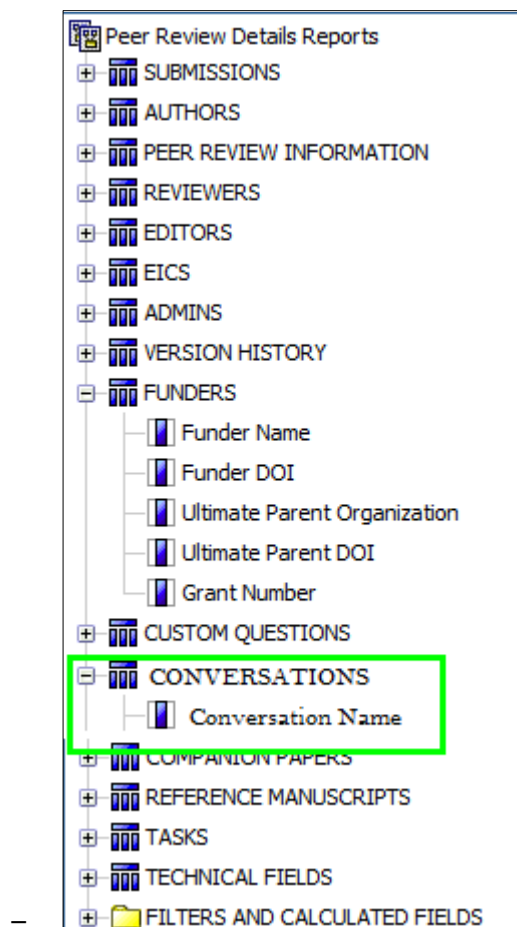 Peer Review Details Reports
SUBMISSIONS
AUTHORS
PEER REVIEW INFORMATION
REVIEWERS
EDITORS
EICS
ADMINS
VERSION HISTORY
FUNDERS
Funder Name
Funder DOI
Ultimate Parent Organization
Ultimate Parent DOI
Grant Number
CUSTOM QUESTIONS
CONVERSATIONS
Conversation Name
COMPANION PAPERS
REFERENCE MANUSCRIPTS
TASKS
TECHNICAL FIELDS
FILTERS AND CALCULATED FIELDS